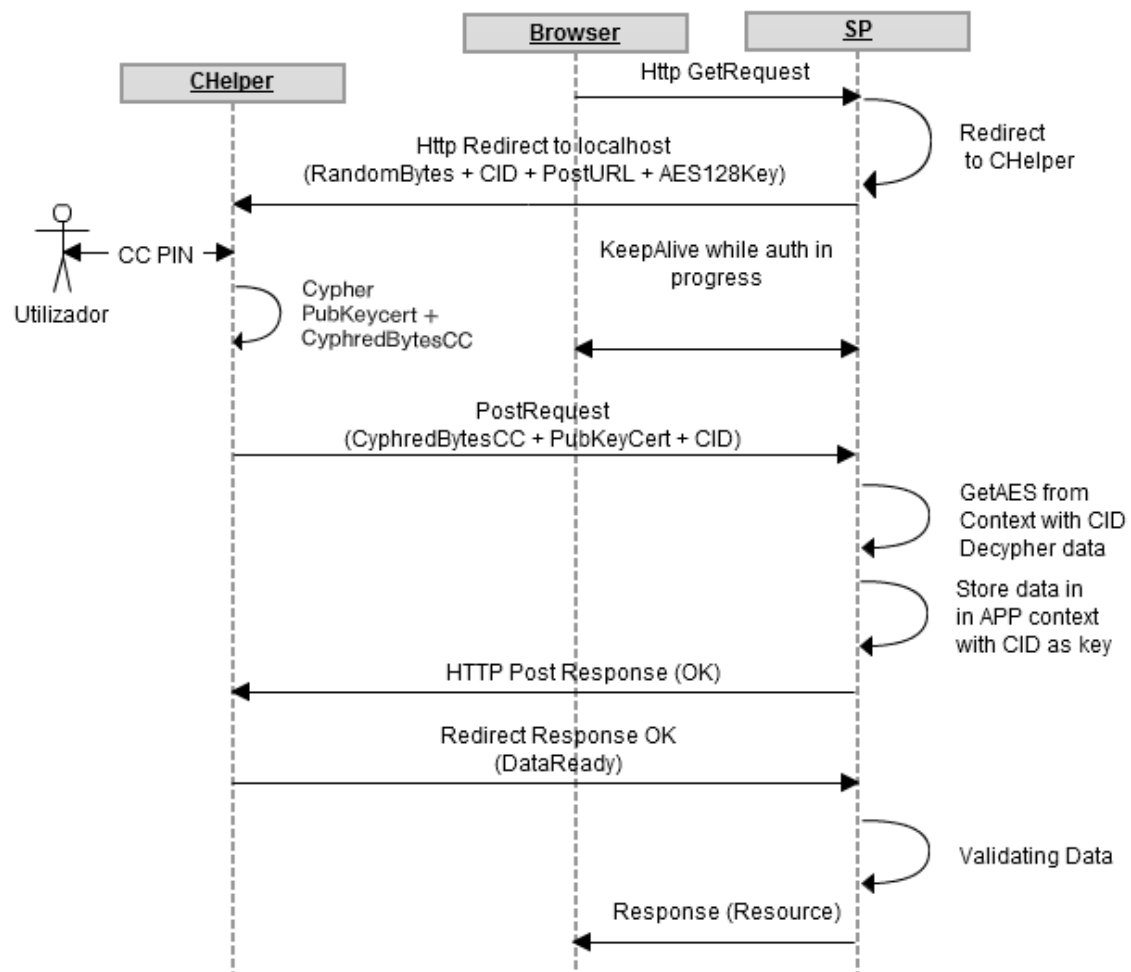 Browser
SP
CHelper
Http GetRequest
Redirect
to CHelper
Http Redirect to localhost
(RandomBytes + CID + PostURL + AES128Key)
CC PIN
Utilizador
KeepAlive while auth in
progress
Cypher
PubKeycert +
CyphredBytesCC
PostRequest
(CyphredBytesCC + PubKeyCert + CID)
GetAES from
Context with CID
Decypher data
Store data in
in APP context
with CID as key
HTTP Post Response (OK)
Redirect Response OK
(DataReady)
Validating Data
Response (Resource)